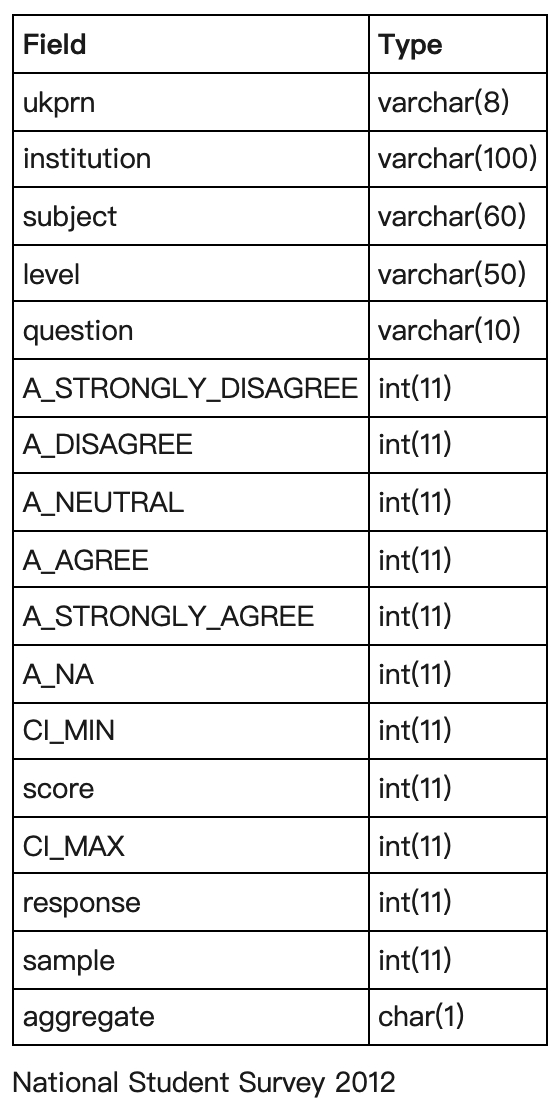 Field Type
ukprn varchar(8)
institution varchar(100)
subject varchar(60)
level varchar(50)
question varchar(10)
A_STRONGLY_DISAGREE int(11)
A_DISAGREE int(11)
A_NEUTRAL int(11)
A_AGREE int(11)
A_STRONGLY_AGREE int(11)
A_NA int(11)
CI_MIN int(11)
score int(11)
CI_MAX int(11)
response int(11)
sample int(11)
aggregate char(1)
National Student Survey 2012